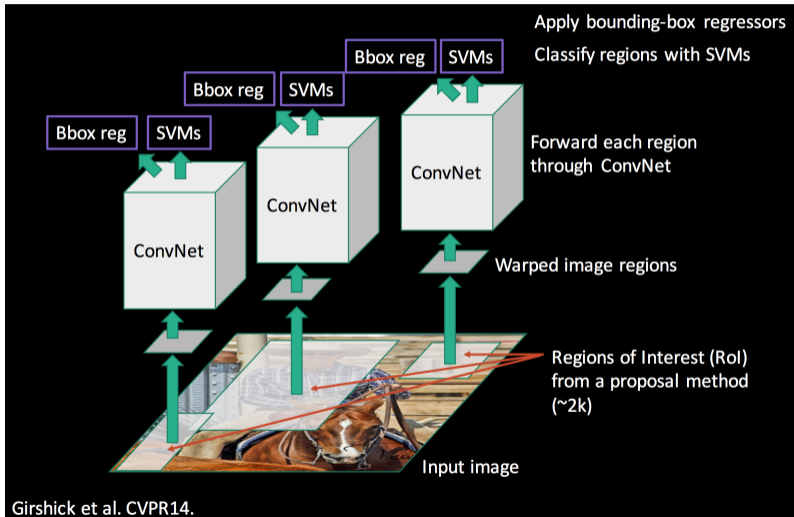 Apply bounding-box regressors
Bbox reg
SVMs
Classify regions with SVMs
Bbox reg
SVMs
Bbox reg
SVMs
Forward each region
through ConvNet
ConvNet
ConvNet
ConvNet
Warped image regions
Regions of Interest (RoI)
from a proposal method
(~2k)
Input image
Girshick et al. CVPR14.